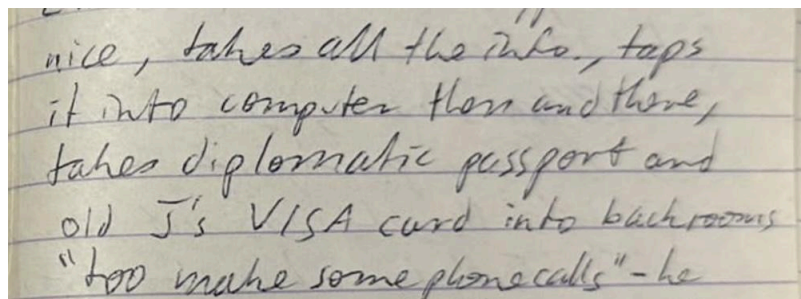 nice, takes all the info., taps
it into computer then and there,
takes diplomatic passport and
old J's VISA card into backrooms
"too make some phone calls" - he